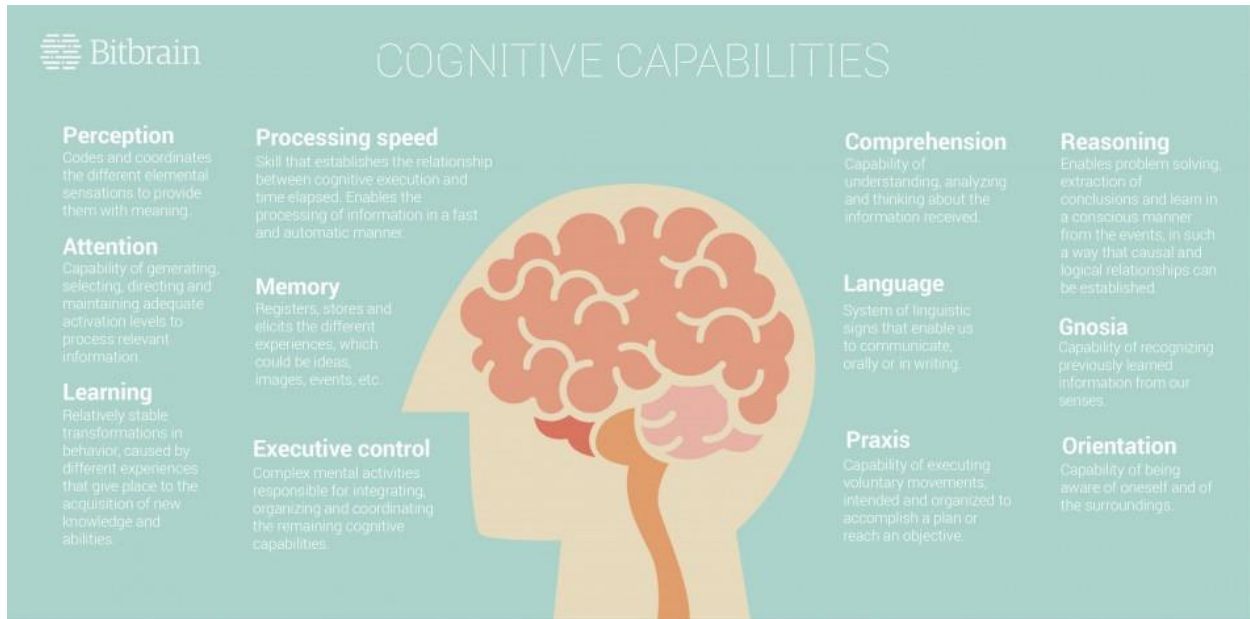 Bitbrain
COGNITIVE CAPABILITIES
Perception
Codes and coordinates
the different elemental
sensations to provide
them with meaning.
Attention
Capability of generating,
selecting, directing and
maintaining adequate
activation levels to
process relevant
information.
Learning
Relatively stable
transformations in
behavior, caused by
different experiences
that give place to the
acquisition of new
knowledge and
abilities.
Processing speed
Skill that establishes the relationship
between cognitive execution and
time elapsed. Enables the
processing of information in a fast
and automatic manner.
Memory
Registers, stores and
elicits the different
experiences, which
could be ideas,
images, events, etc.
Executive control
Complex mental activities
responsible for integrating,
organizing and coordinating
the remaining cognitive
capabilities.
Comprehension
Capability of
understanding, analyzing
and thinking about the
information received.
Language
System of linguistic
signs that enable us
to communicate,
orally or in writing.
Praxis
Capability of executing
voluntary movements,
intended and organized to
accomplish a plan or
reach an objective.
Reasoning
Enables problem solving,
extraction of
conclusions and learn in
a conscious manner
from the events, in such
a way that causal and
logical relationships can
be established.
Gnosia
Capability of recognizing
previously learned
information from our
senses.
Orientation
Capability of being
aware of oneself and of
the surroundings.